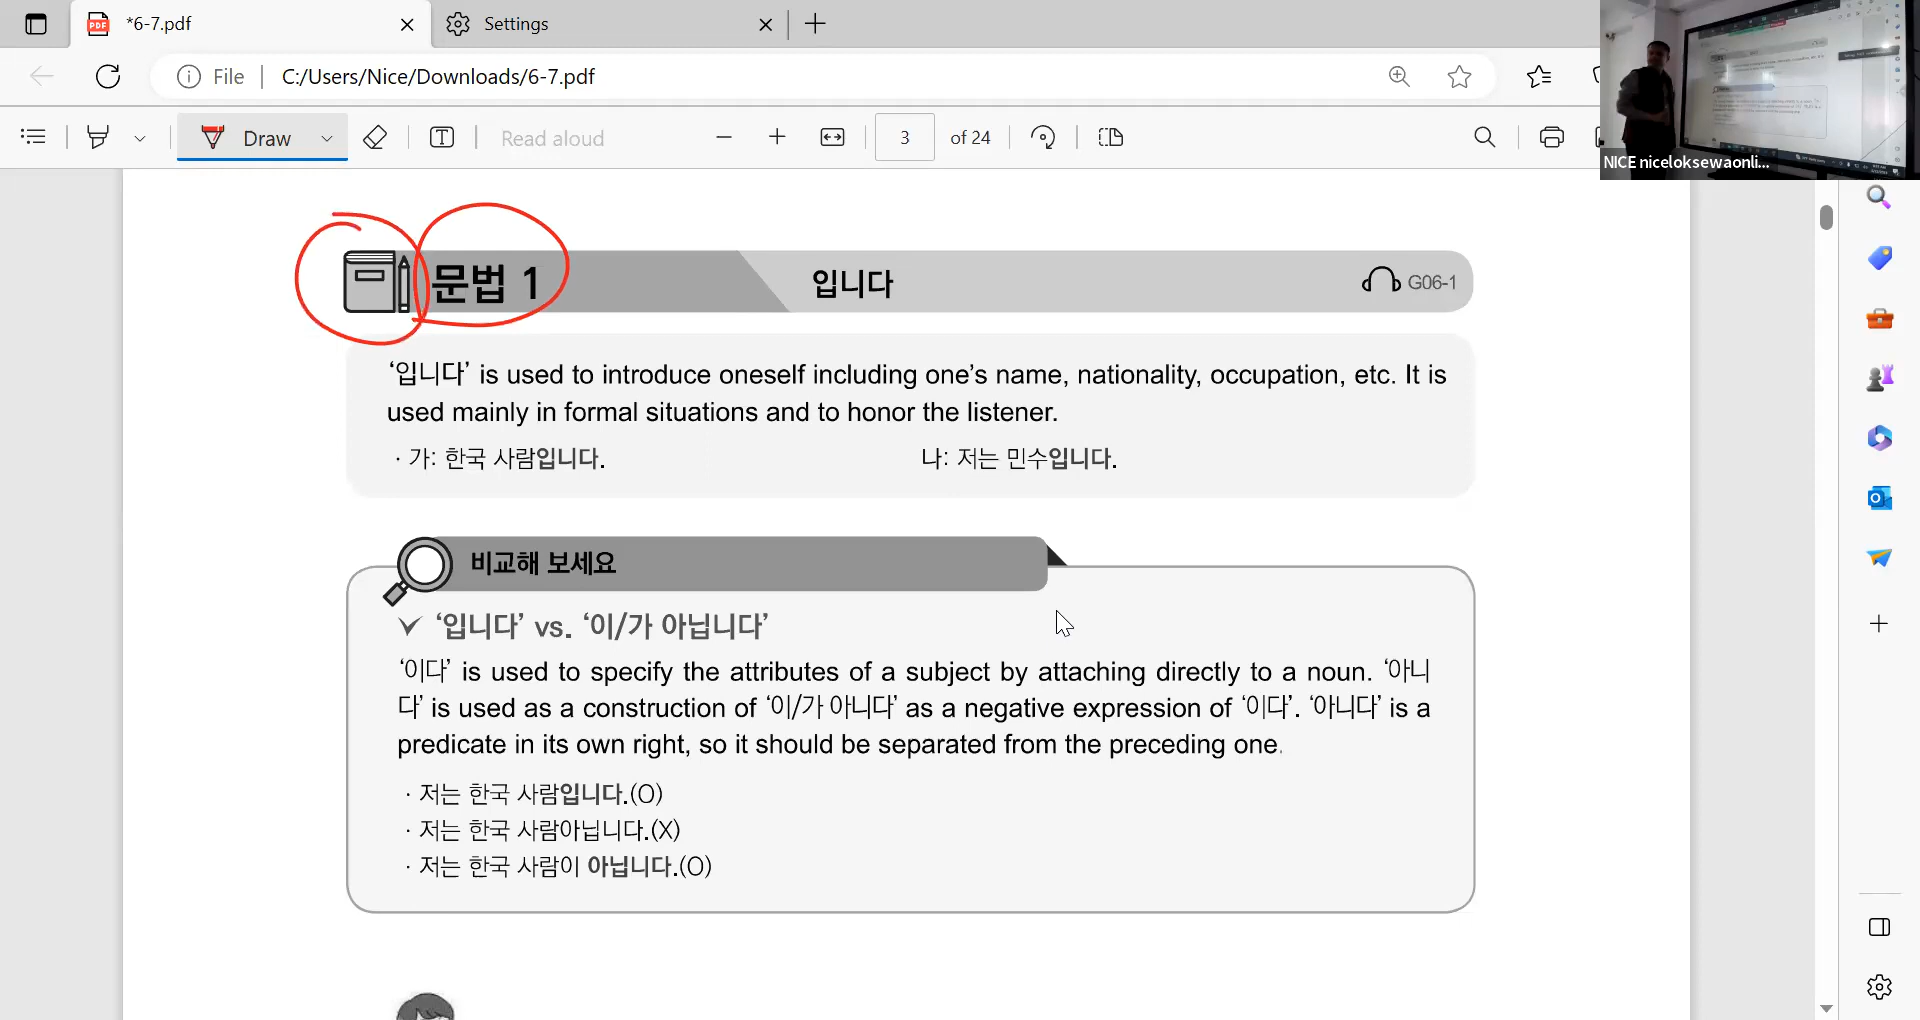 *6-7.pdf
Settings
File
C:/Users/Nice/Downloads/6-7.pdf
Draw
Read aloud
3
of 24
NICE niceloksewaonli...
문법 1
입니다
G06-1
‘입니다’ is used to introduce oneself including one’s name, nationality, occupation, etc. It is
used mainly in formal situations and to honor the listener.
· 가: 한국 사람입니다.
나: 저는 민수입니다.
비교해 보세요
‘입니다’ vs. ‘이/가 아닙니다’
‘이다’ is used to specify the attributes of a subject by attaching directly to a noun. ‘아니
다’ is used as a construction of ‘이/가 아니다’ as a negative expression of ‘이다’. ‘아니다’ is a
predicate in its own right, so it should be separated from the preceding one.
· 저는 한국 사람입니다.(O)
· 저는 한국 사람아닙니다.(X)
· 저는 한국 사람이 아닙니다.(O)